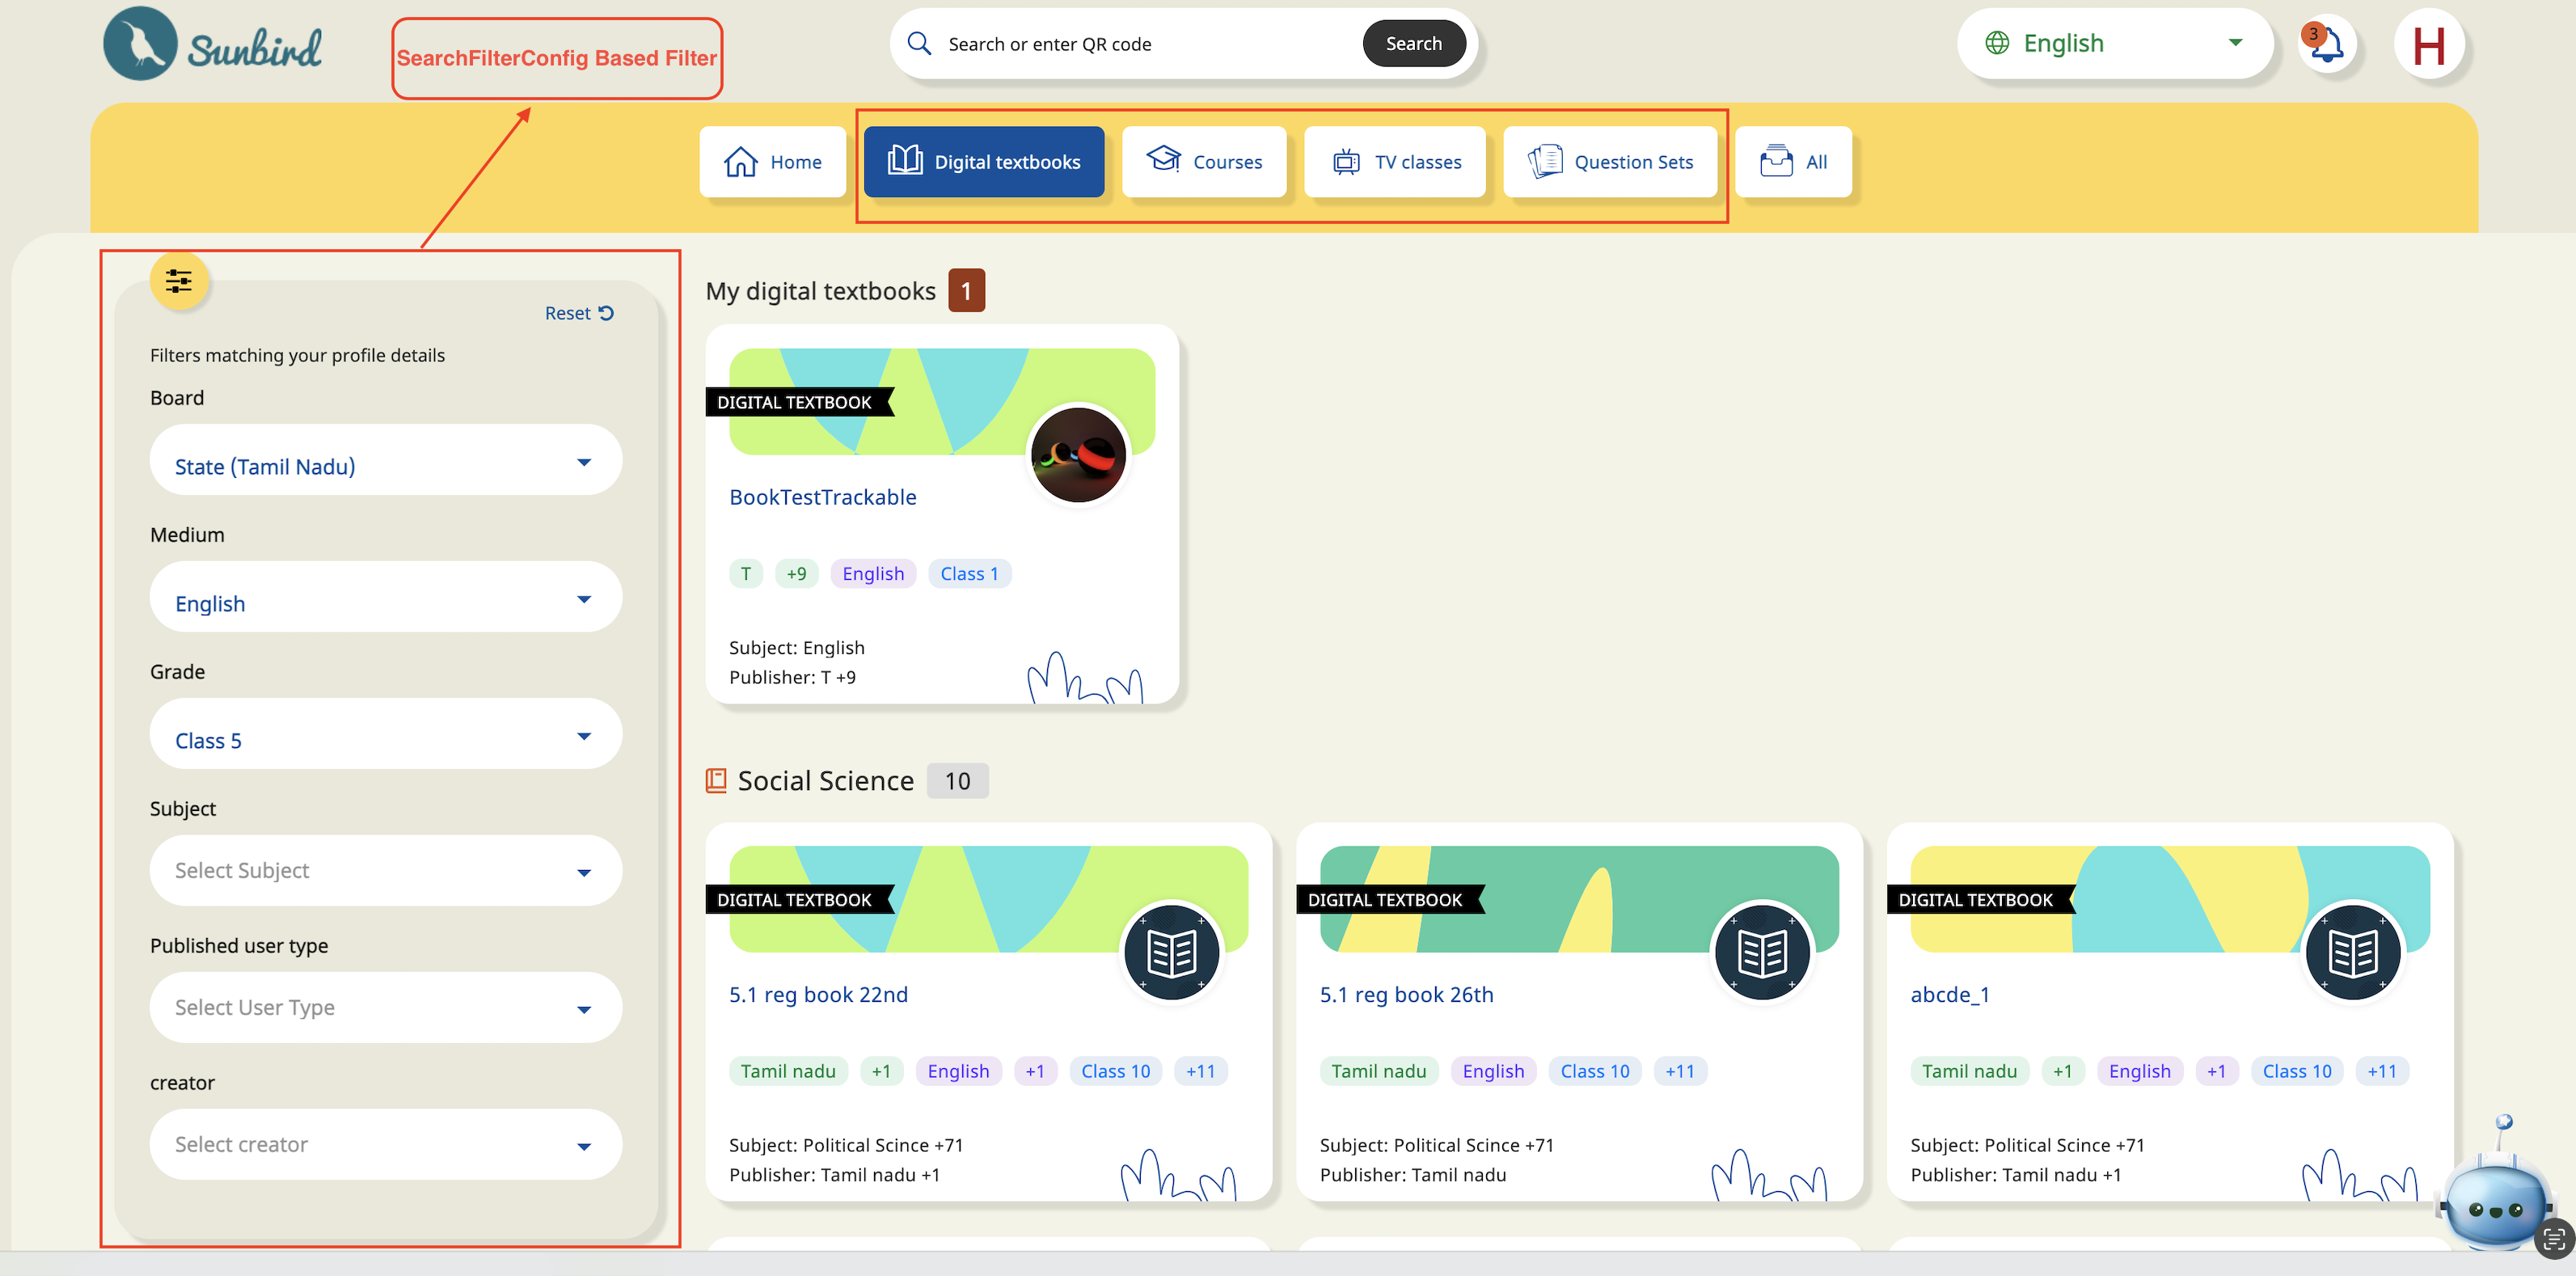 Sunbird
SearchFilterConfig Based Filter
Search or enter QR code
Search
English
3
H
Home
Digital textbooks
Courses
TV classes
Question Sets
All
Reset
Filters matching your profile details
Board
State (Tamil Nadu)
Medium
English
Grade
Class 5
Subject
Select Subject
Published user type
Select User Type
creator
Select creator
My digital textbooks 1
DIGITAL TEXTBOOK
BookTestTrackable
T +9 English Class 1
Subject: English
Publisher: T +9
Social Science 10
DIGITAL TEXTBOOK
5.1 reg book 22nd
Tamil nadu +1 English +1 Class 10 +11
Subject: Political Scince +71
Publisher: Tamil nadu +1
DIGITAL TEXTBOOK
5.1 reg book 26th
Tamil nadu English Class 10 +11
Subject: Political Scince +71
Publisher: Tamil nadu
DIGITAL TEXTBOOK
abcde_1
Tamil nadu +1 English +1 Class 10 +11
Subject: Political Scince +71
Publisher: Tamil nadu +1